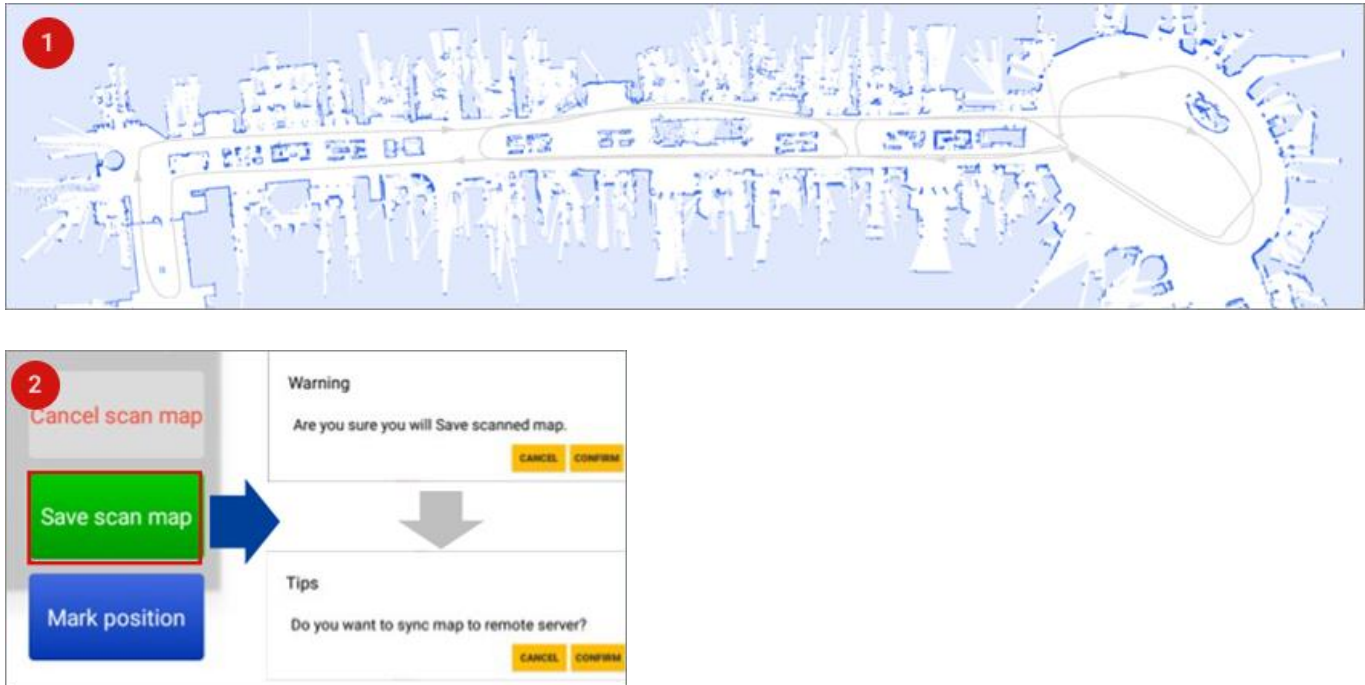 1
2
Cancel scan map
Save scan map
Mark position
Warning
Are you sure you will Save scanned map.
CANCEL CONFIRM
Tips
Do you want to sync map to remote server?
CANCEL CONFIRM